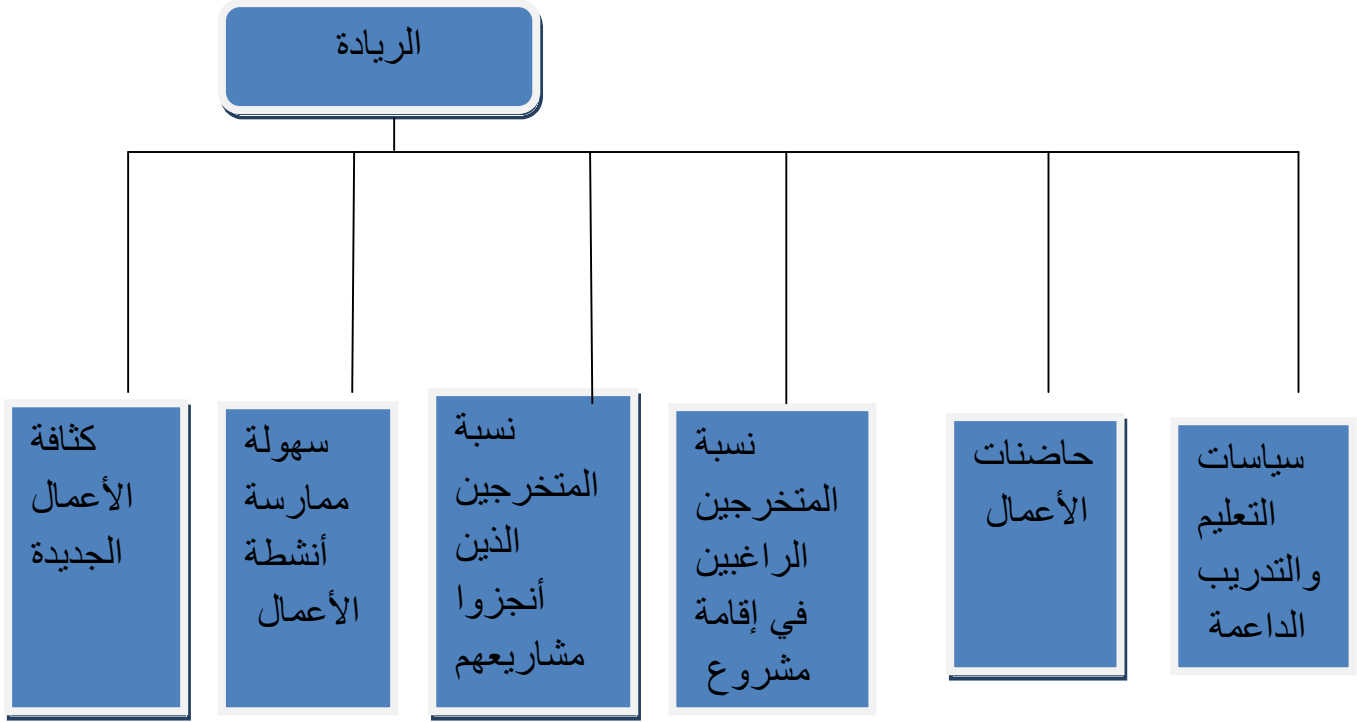 الريادة
سياسات
التعليم
والتدريب
الداعمة
حاضنات
الأعمال
نسبة
المتخرجين
الراغبين
في إقامة
مشروع
نسبة
المتخرجين
الذين
أنجزوا
مشاريعهم
سهولة
ممارسة
أنشطة
الأعمال
كثافة
الأعمال
الجديدة